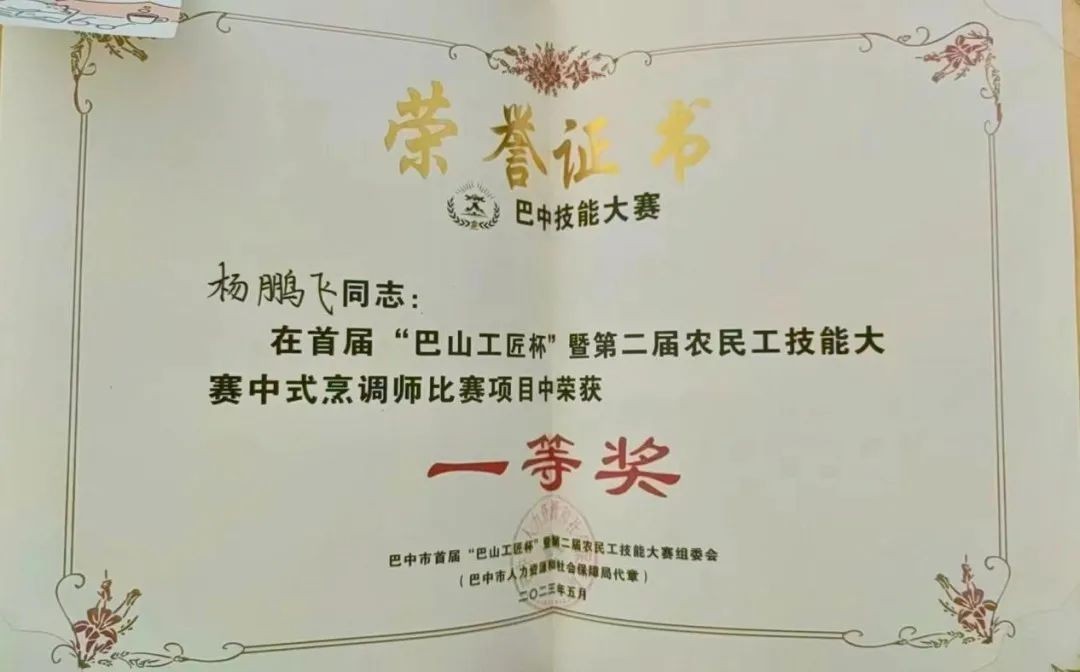 荣誉证书
巴中技能大赛
杨鹏飞同志：
在首届“巴山工匠杯”暨第二届农民工技能大
赛中式烹调师比赛项目中荣获
一等奖
巴中市首届“巴山工匠杯”暨第二届农民工技能大赛组委会
（巴中市人力资源和社会保障局代章）
二〇二三年五月